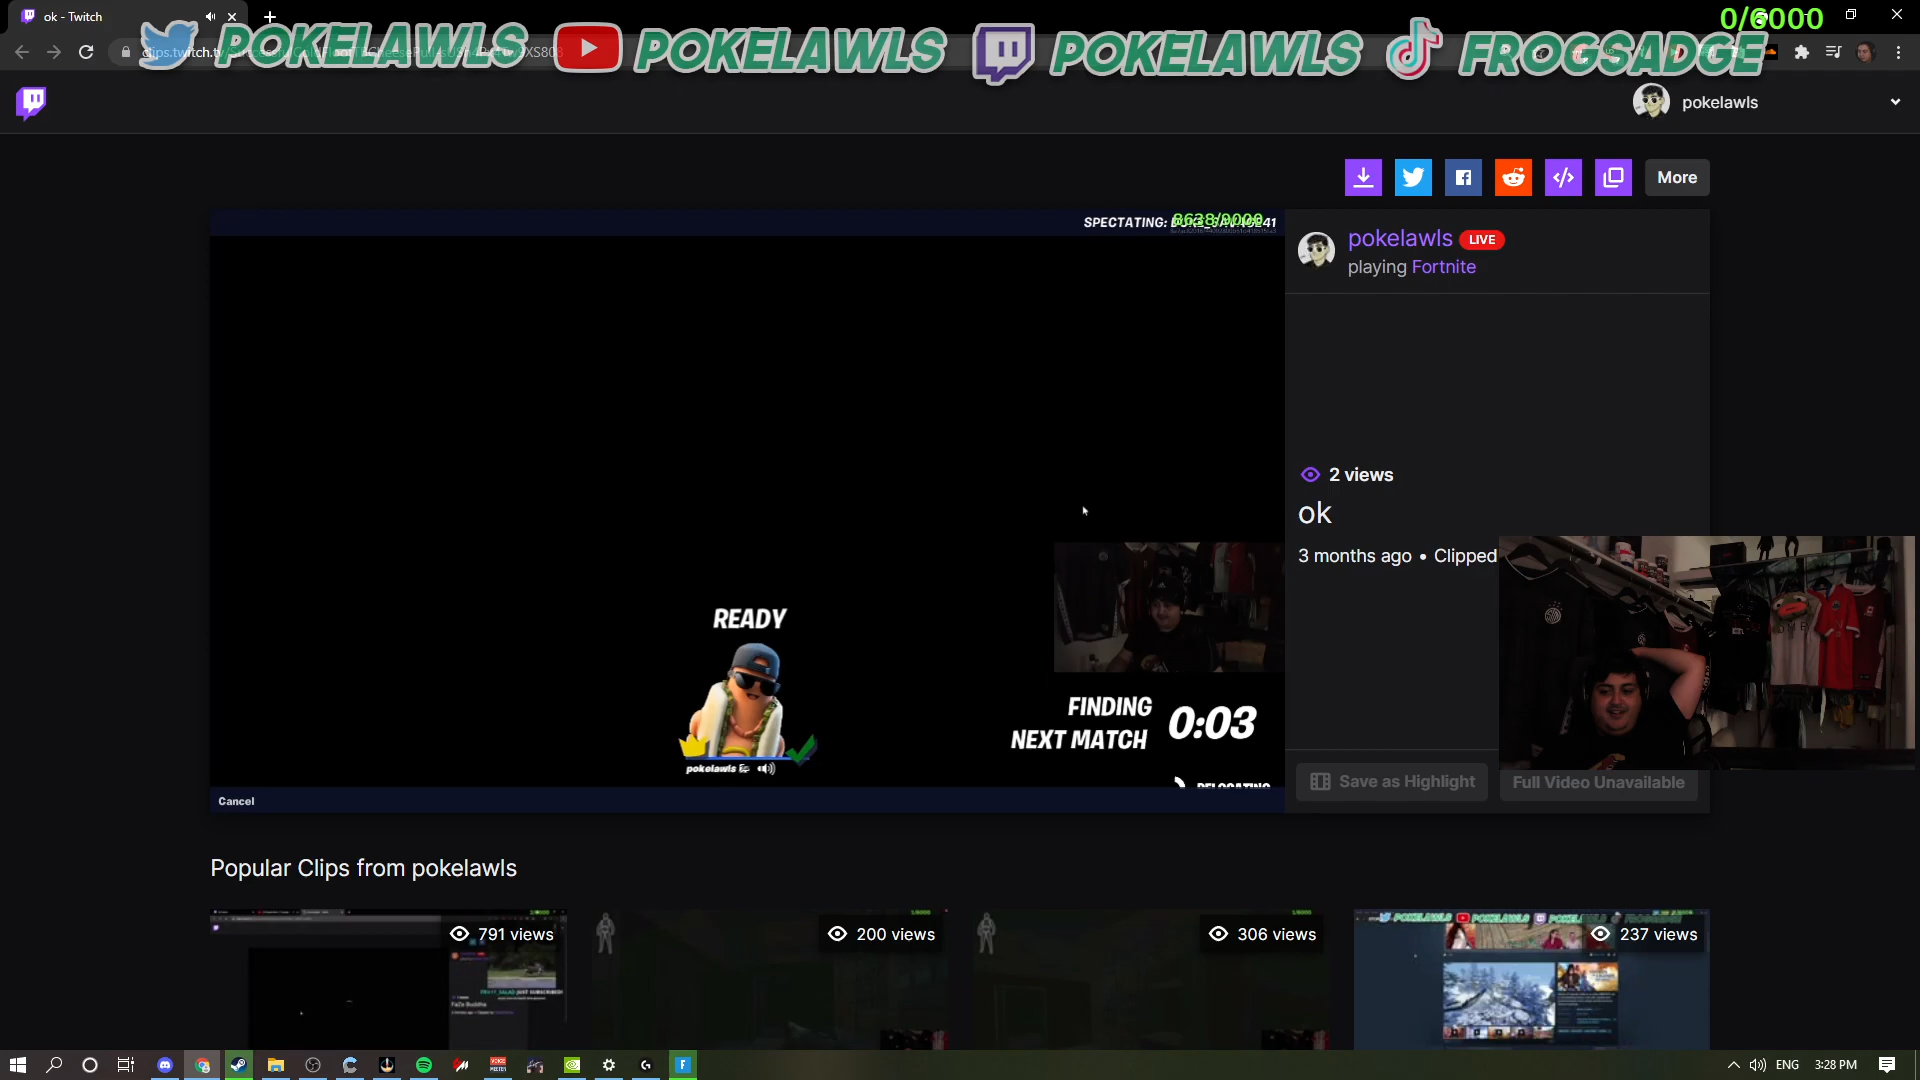 ok - Twitch
0/6000
POKELAWLS
POKELAWLS
POKELAWLS
FROGSADGE
pokelawls
More
SPECTATING:
8638/9000
pokelawls LIVE
playing Fortnite
2 views
ok
3 months ago • Clipped
READY
pokelawls
FINDING
NEXT MATCH
0:03
Cancel
Save as Highlight
Full Video Unavailable
Popular Clips from pokelawls
791 views
200 views
306 views
237 views
ENG
3:28 PM